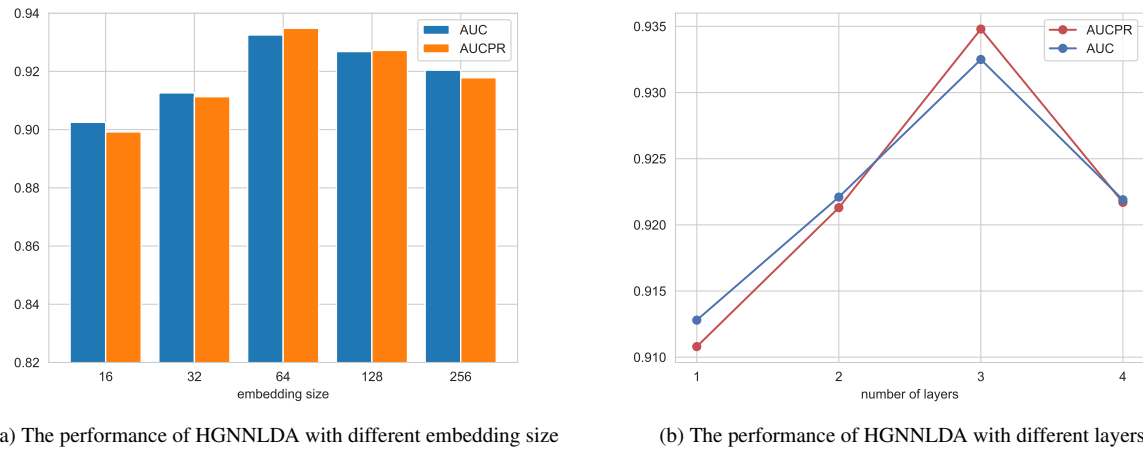 0.94
0.92
0.90
0.88
0.86
0.84
0.82
AUC
AUCPR
16 32 64 128 256
embedding size
a) The performance of HGNNLDA with different embedding size
0.935
0.930
0.925
0.920
0.915
0.910
AUCPR
AUC
1 2 3 4
number of layers
(b) The performance of HGNNLDA with different layers